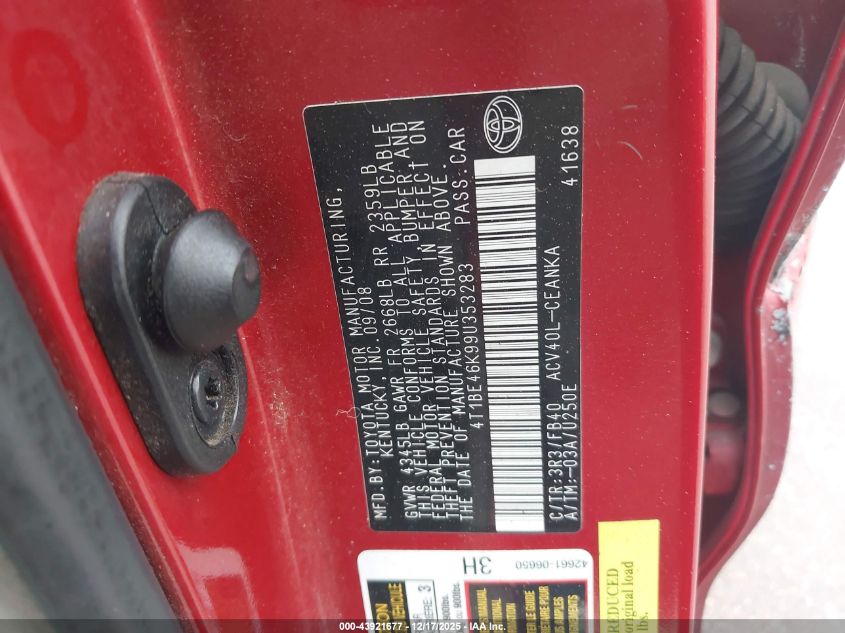 MFD. BY: TOYOTA MOTOR MANUFACTURING,
KENTUCKY, INC. 09/08
GVWR 4345LB GAWR FR 2668LB RR 2359LB
THIS VEHICLE CONFORMS TO ALL APPLICABLE
FEDERAL MOTOR VEHICLE SAFETY, BUMPER AND
THEFT PREVENTION STANDARDS IN EFFECT ON
THE DATE OF MANUFACTURE SHOWN ABOVE.
4T1BE46K99U353283 PASS. CAR
C/TR:3R3/FB40 ACV40L-CEANKA
A/TM:-03A/U250E 41638
3H
42661-06650
3
REDUCED
original load
lbs.
000-43921677 - 12/17/2025 - IAA, Inc.